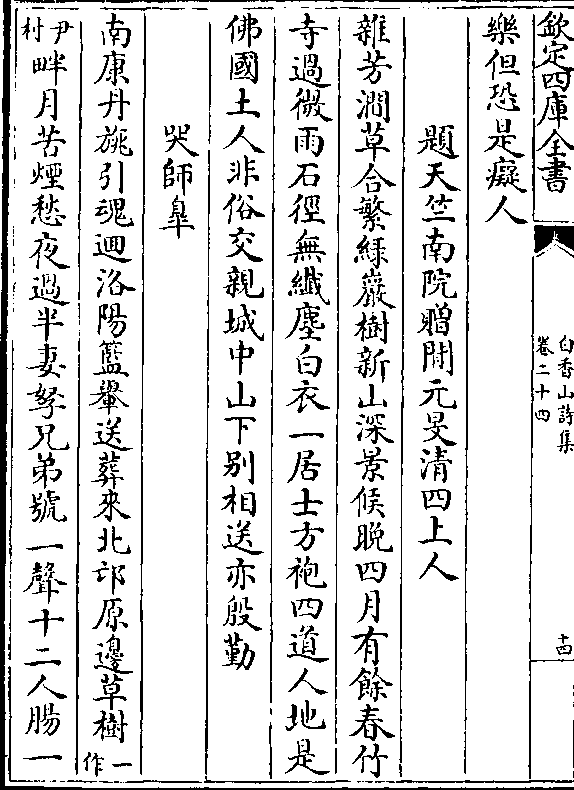 欽定四庫全書
白香山詩集
卷二十四
十四
樂但恐是癡人
題天竺南院贈閒元旻清四上人
雜芳澗草合繁緑巖樹新山深景候晚四月有餘春竹
寺過微雨石徑無纖塵白衣一居士方袍四道人地是
佛國土人非俗交親城中山下别相送亦殷勤
哭師臯
南康丹旐引魂迴洛陽籃轝送葬來北邙原邊草樹一作
尹村畔月苦煙愁夜過半妻孥兄弟號一聲十二人腸一